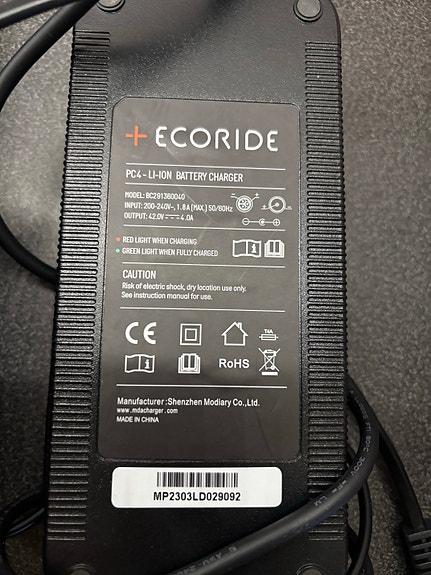 + ECORIDE
PC4 - LI-ION BATTERY CHARGER
MODEL: BC291360040
INPUT: 200-240V~, 1.8A (MAX.) 50/60Hz
OUTPUT: 42.0V⎓4.0A
RED LIGHT WHEN CHARGING
GREEN LIGHT WHEN FULLY CHARGED
CAUTION
Risk of electric shock, dry location use only.
See instruction manual for use.
CE
T4A
RoHS
Manufacturer:Shenzhen Modiary Co.,Ltd.
www.mdacharger.com
MADE IN CHINA
MP2303LD029092